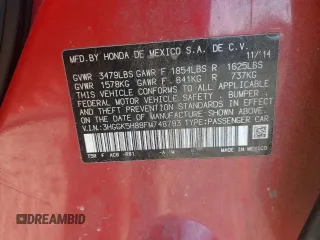 MFD.BY HONDA DE MEXICO S.A. DE C.V.
11/14
GVWR 3479LBS GAWR F 1854LBS R 1625LBS
GVWR 1578KG GAWR F 841KG R 737KG
THIS VEHICLE CONFORMS TO ALL APPLICABLE
FEDERAL MOTOR VEHICLE SAFETY, BUMPER,
AND THEFT PREVENTION STANDARDS IN
EFFECT ON THE DATE OF MANUFACTURE
SHOWN ABOVE.
V.I.N.: TYPE:PASSENGER CAR
MADE IN MEXICO